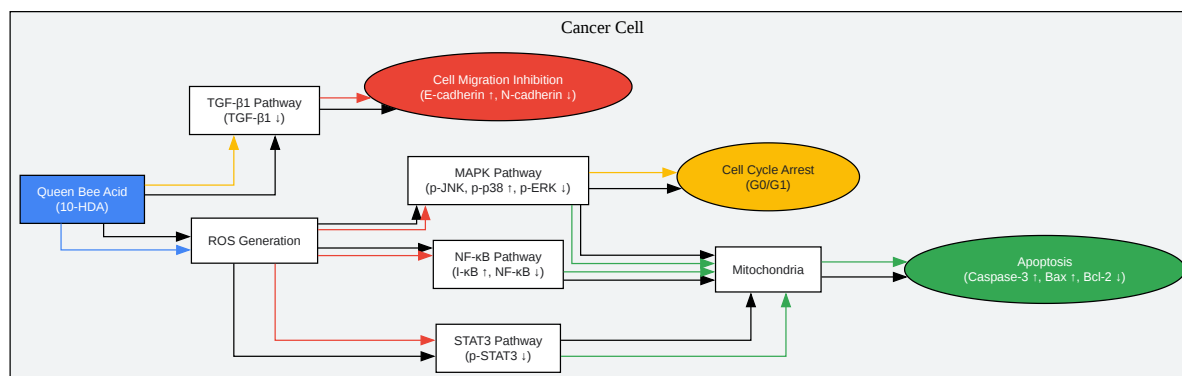 Cancer Cell
Cell Migration Inhibition
(E-cadherin ↑, N-cadherin ↓)
TGF-β1 Pathway
(TGF-β1 ↓)
MAPK Pathway
(p-JNK, p-p38 ↑, p-ERK ↓)
Cell Cycle Arrest
(G0/G1)
Queen Bee Acid
(10-HDA)
ROS Generation
NF-κB Pathway
(I-κB ↑, NF-κB ↓)
Mitochondria
Apoptosis
(Caspase-3 ↑, Bax ↑, Bcl-2 ↓)
STAT3 Pathway
(p-STAT3 ↓)